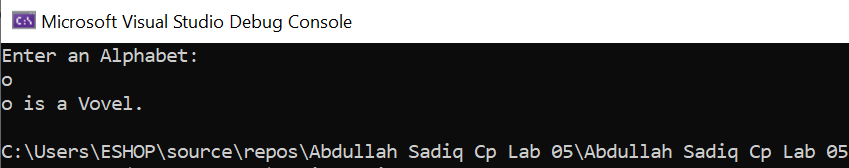 Microsoft Visual Studio Debug Console
Enter an Alphabet:
o
o is a Vovel.
C:\Users\ESHOP\source\repos\Abdullah Sadiq Cp Lab 05\Abdullah Sadiq Cp Lab 05